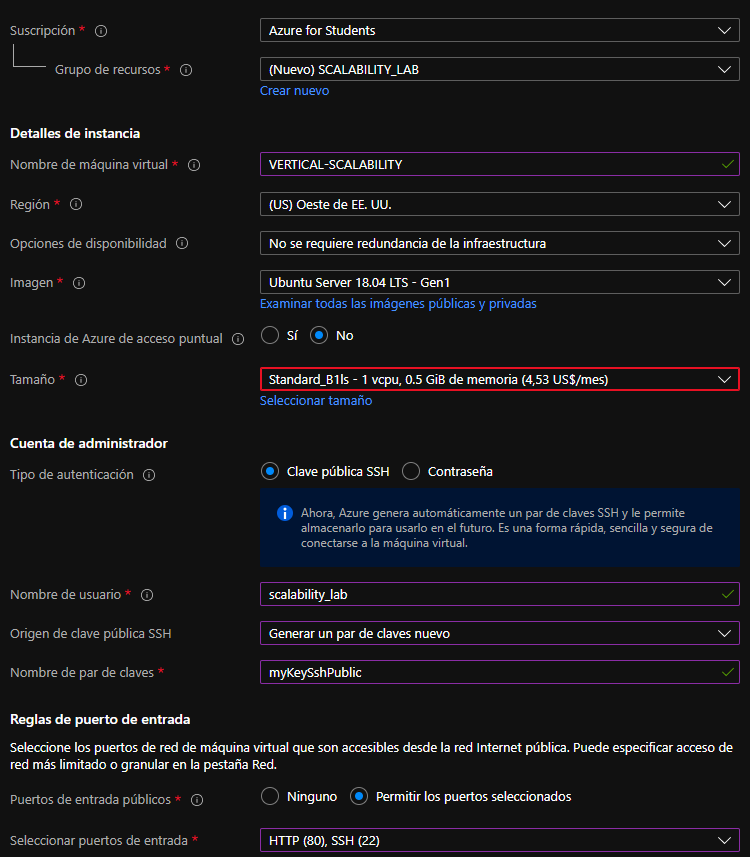 Suscripción * Azure for Students
Grupo de recursos * (Nuevo) SCALABILITY_LAB
Crear nuevo
Detalles de instancia
Nombre de máquina virtual * VERTICAL-SCALABILITY
Región * (US) Oeste de EE. UU.
Opciones de disponibilidad No se requiere redundancia de la infraestructura
Imagen * Ubuntu Server 18.04 LTS - Gen1
Examinar todas las imágenes públicas y privadas
Instancia de Azure de acceso puntual Sí No
Tamaño * Standard_B1ls - 1 vcpu, 0.5 GiB de memoria (4,53 US$/mes)
Seleccionar tamaño
Cuenta de administrador
Tipo de autenticación Clave pública SSH Contraseña
Ahora, Azure genera automáticamente un par de claves SSH y le permite
almacenarlo para usarlo en el futuro. Es una forma rápida, sencilla y segura de
conectarse a la máquina virtual.
Nombre de usuario * scalability_lab
Origen de clave pública SSH Generar un par de claves nuevo
Nombre de par de claves * myKeySshPublic
Reglas de puerto de entrada
Seleccione los puertos de red de máquina virtual que son accesibles desde la red Internet pública. Puede especificar acceso de
red más limitado o granular en la pestaña Red.
Puertos de entrada públicos * Ninguno Permitir los puertos seleccionados
Seleccionar puertos de entrada * HTTP (80), SSH (22)